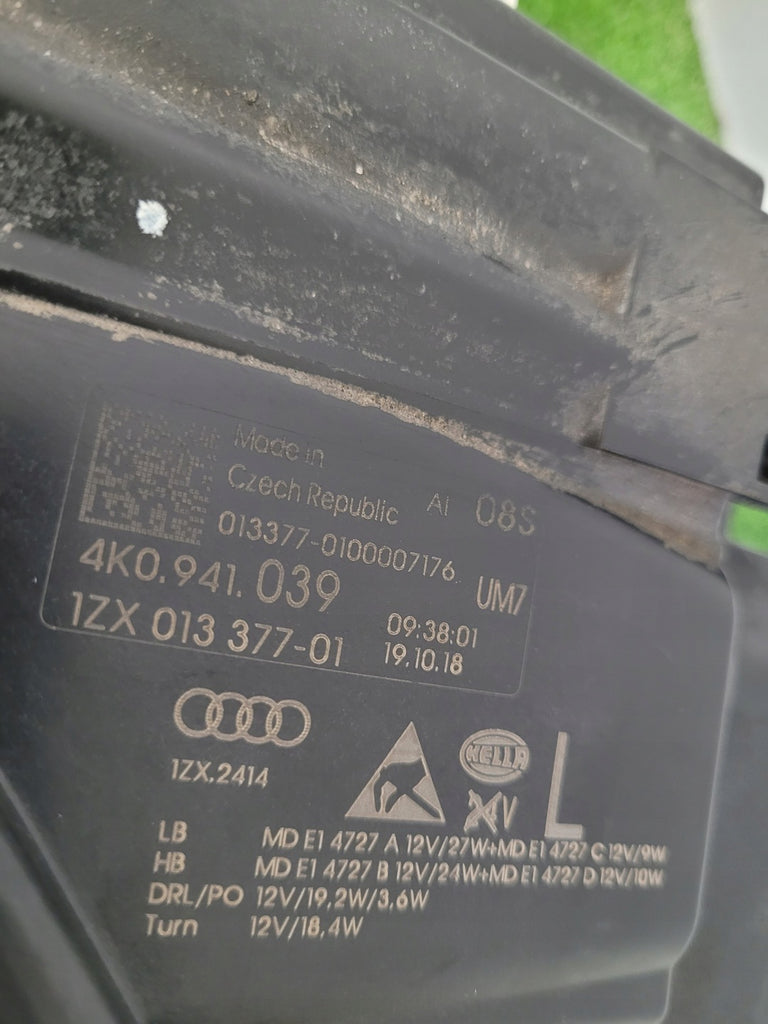 Made in
Czech Republic AI 08S
013377-0100007176
4K0.941.039 UM7
1ZX 013 377-01 09:38:01
19.10.18
1ZX.2414
HELLA
24V
L
LB MD E1 4727 A 12V/27W+MD E1 4727 C 12V/9W
HB MD E1 4727 B 12V/24W+MD E1 4727 D 12V/10W
DRL/PO 12V/19,2W/3,6W
Turn 12V/18,4W